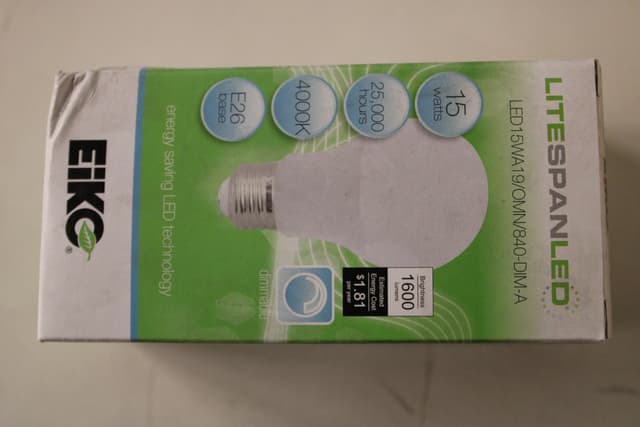 LITESPANLED
LED15WA19/OMN/840-DIM-A
15
watts
25,000
hours
4000K
E26
base
Brightness
1600
lumens
Estimated
Energy Cost
$1.81
per year
dimmable
energy saving LED technology
EiKO®